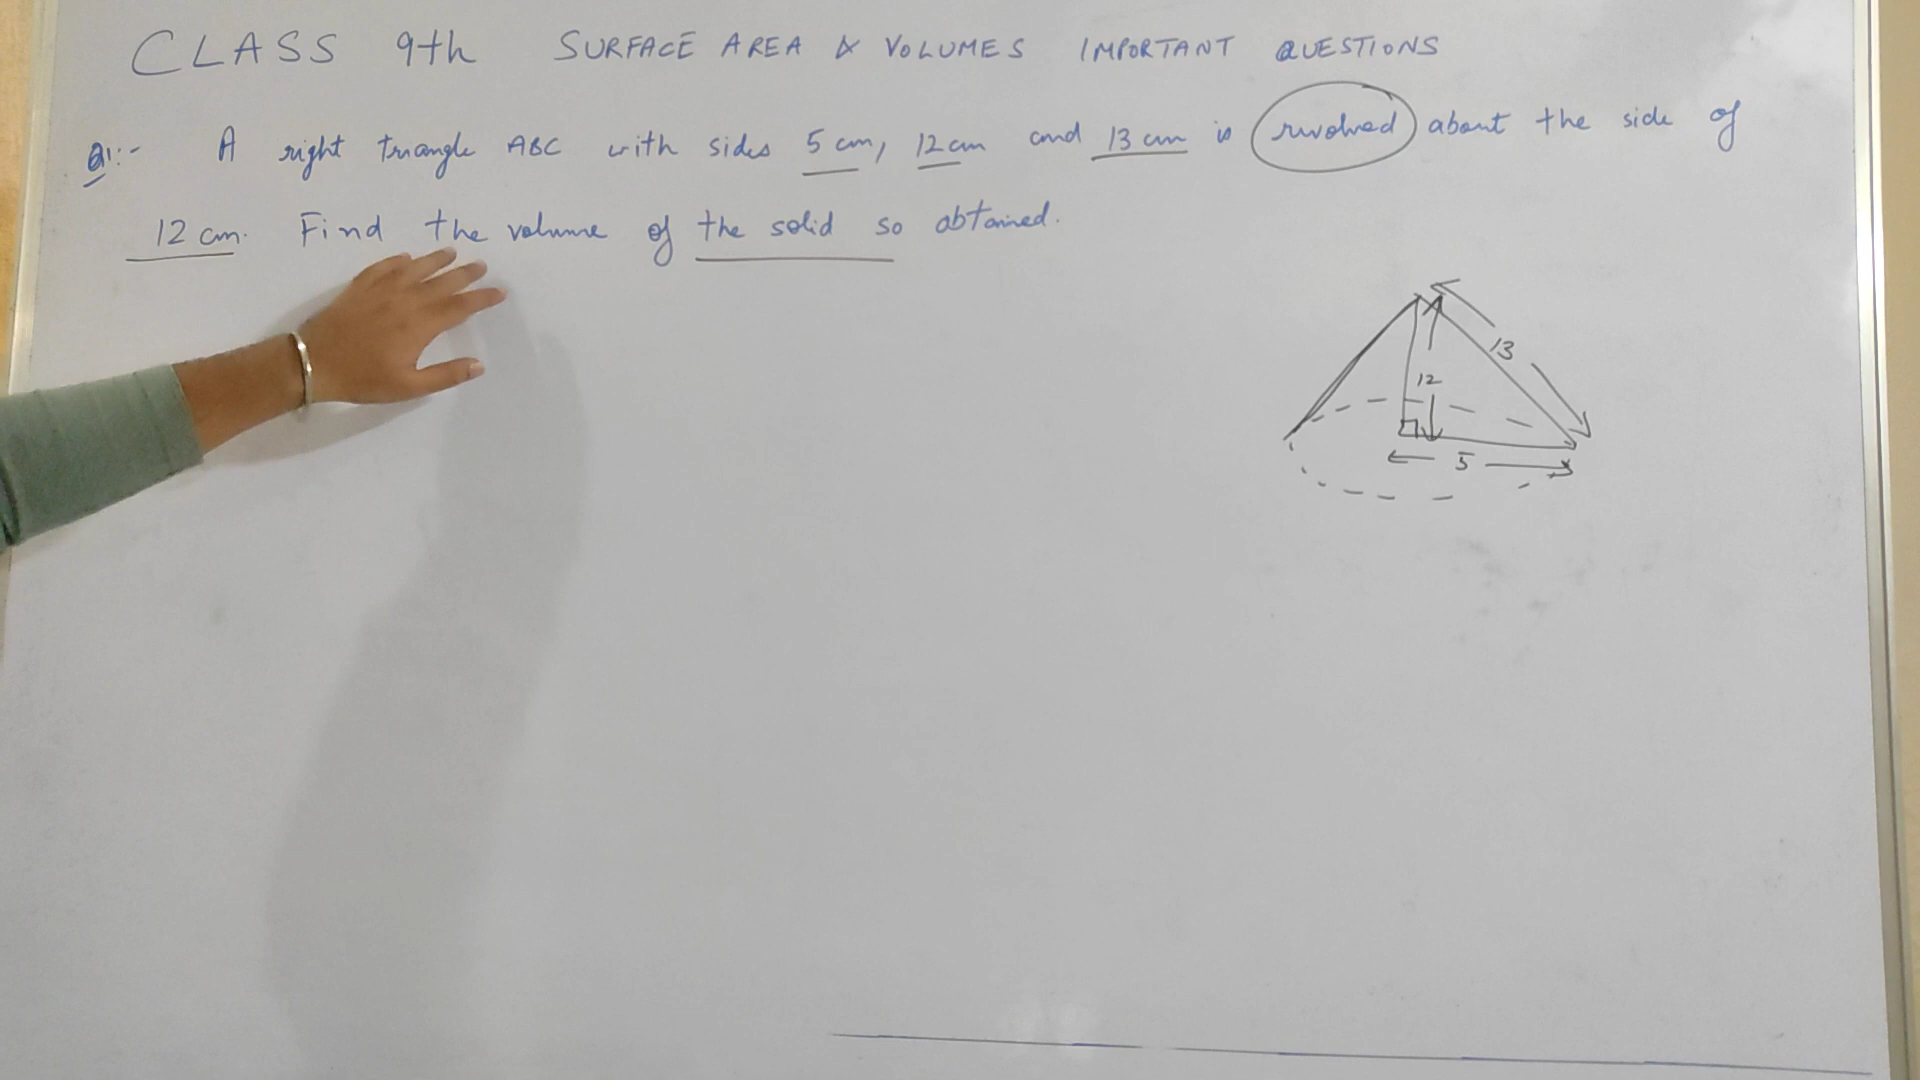 CLASS 9th SURFACE AREA & VOLUMES IMPORTANT QUESTIONS
Q1:- A right triangle ABC with sides 5 cm, 12 cm and 13 cm is revolved about the side of
12 cm. Find the volume of the solid so obtained.
13
12
5